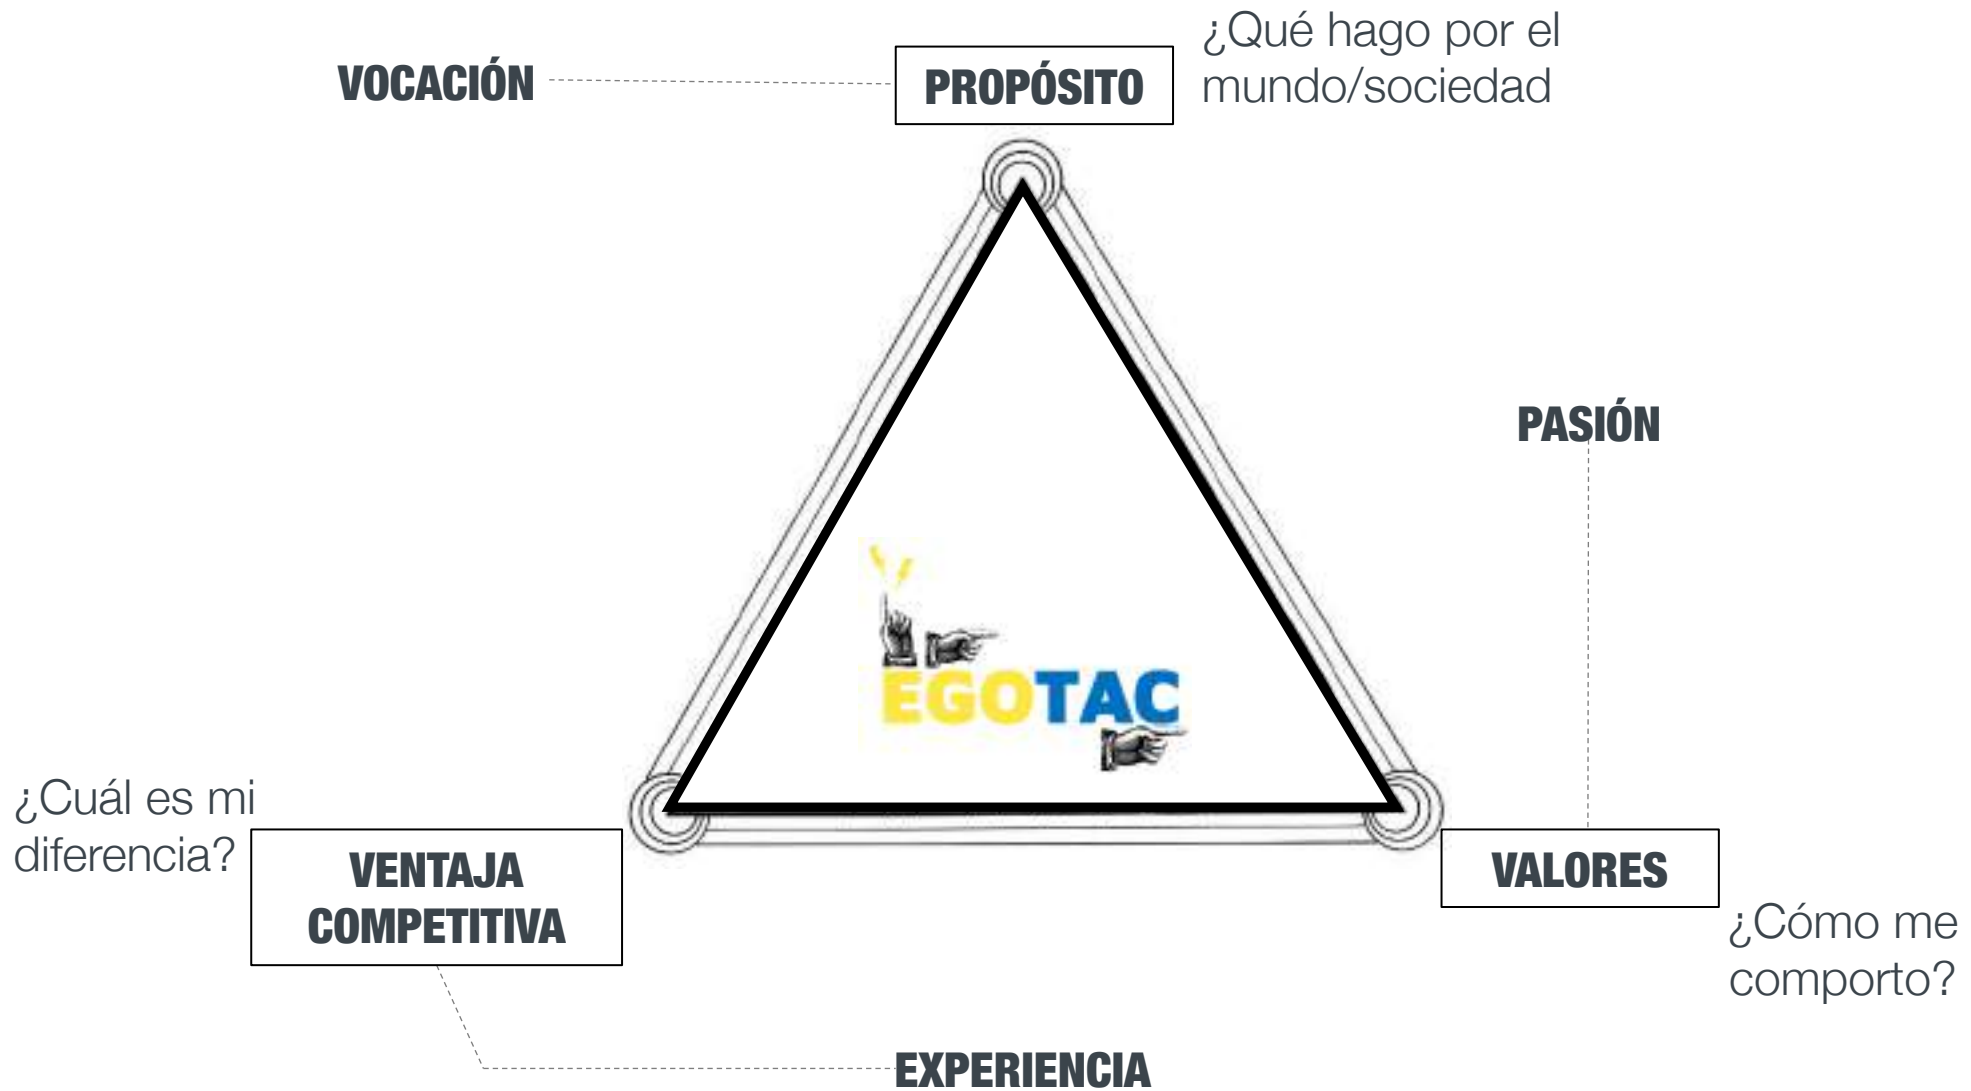 ¿Qué hago por el
mundo/sociedad
VOCACIÓN
PROPÓSITO
PASIÓN
EGOTAC
¿Cuál es mi
diferencia?
VENTAJA
COMPETITIVA
VALORES
¿Cómo me
comporto?
EXPERIENCIA